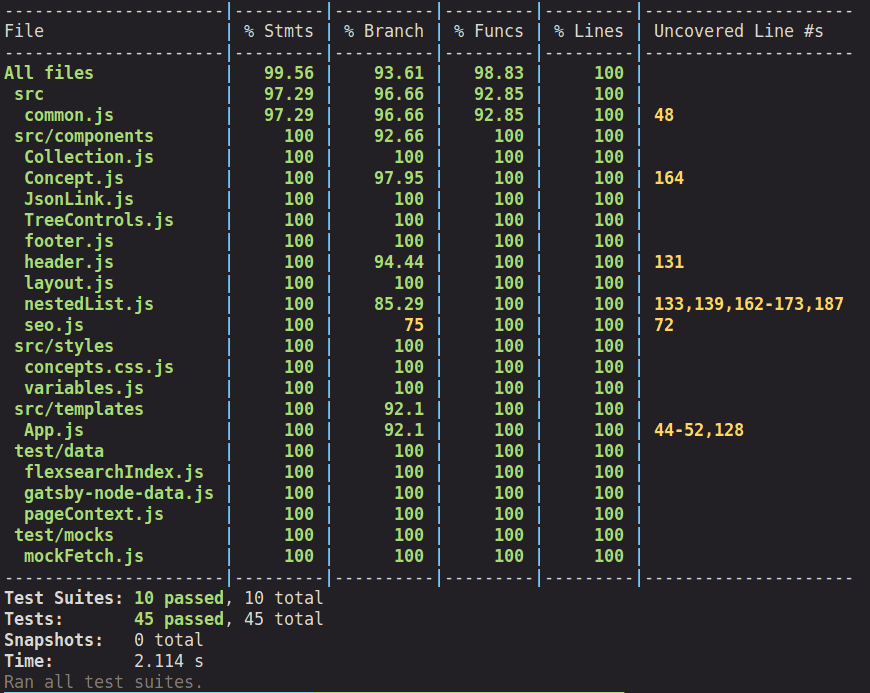 ----------------------|---------|----------|---------|---------|---------------------
File                  | % Stmts | % Branch | % Funcs | % Lines | Uncovered Line #s
----------------------|---------|----------|---------|---------|---------------------
All files             |   99.56 |    93.61 |   98.83 |     100 |
 src                  |   97.29 |    96.66 |   92.85 |     100 |
  common.js           |   97.29 |    96.66 |   92.85 |     100 | 48
 src/components       |     100 |    92.66 |     100 |     100 |
  Collection.js       |     100 |      100 |     100 |     100 |
  Concept.js          |     100 |    97.95 |     100 |     100 | 164
  JsonLink.js         |     100 |      100 |     100 |     100 |
  TreeControls.js     |     100 |      100 |     100 |     100 |
  footer.js           |     100 |      100 |     100 |     100 |
  header.js           |     100 |    94.44 |     100 |     100 | 131
  layout.js           |     100 |      100 |     100 |     100 |
  nestedList.js       |     100 |    85.29 |     100 |     100 | 133,139,162-173,187
  seo.js              |     100 |       75 |     100 |     100 | 72
 src/styles           |     100 |      100 |     100 |     100 |
  concepts.css.js     |     100 |      100 |     100 |     100 |
  variables.js        |     100 |      100 |     100 |     100 |
 src/templates        |     100 |     92.1 |     100 |     100 |
  App.js              |     100 |     92.1 |     100 |     100 | 44-52,128
 test/data            |     100 |      100 |     100 |     100 |
  flexsearchIndex.js  |     100 |      100 |     100 |     100 |
  gatsby-node-data.js |     100 |      100 |     100 |     100 |
  pageContext.js      |     100 |      100 |     100 |     100 |
 test/mocks           |     100 |      100 |     100 |     100 |
  mockFetch.js        |     100 |      100 |     100 |     100 |
----------------------|---------|----------|---------|---------|---------------------
Test Suites: 10 passed, 10 total
Tests:       45 passed, 45 total
Snapshots:   0 total
Time:        2.114 s
Ran all test suites.